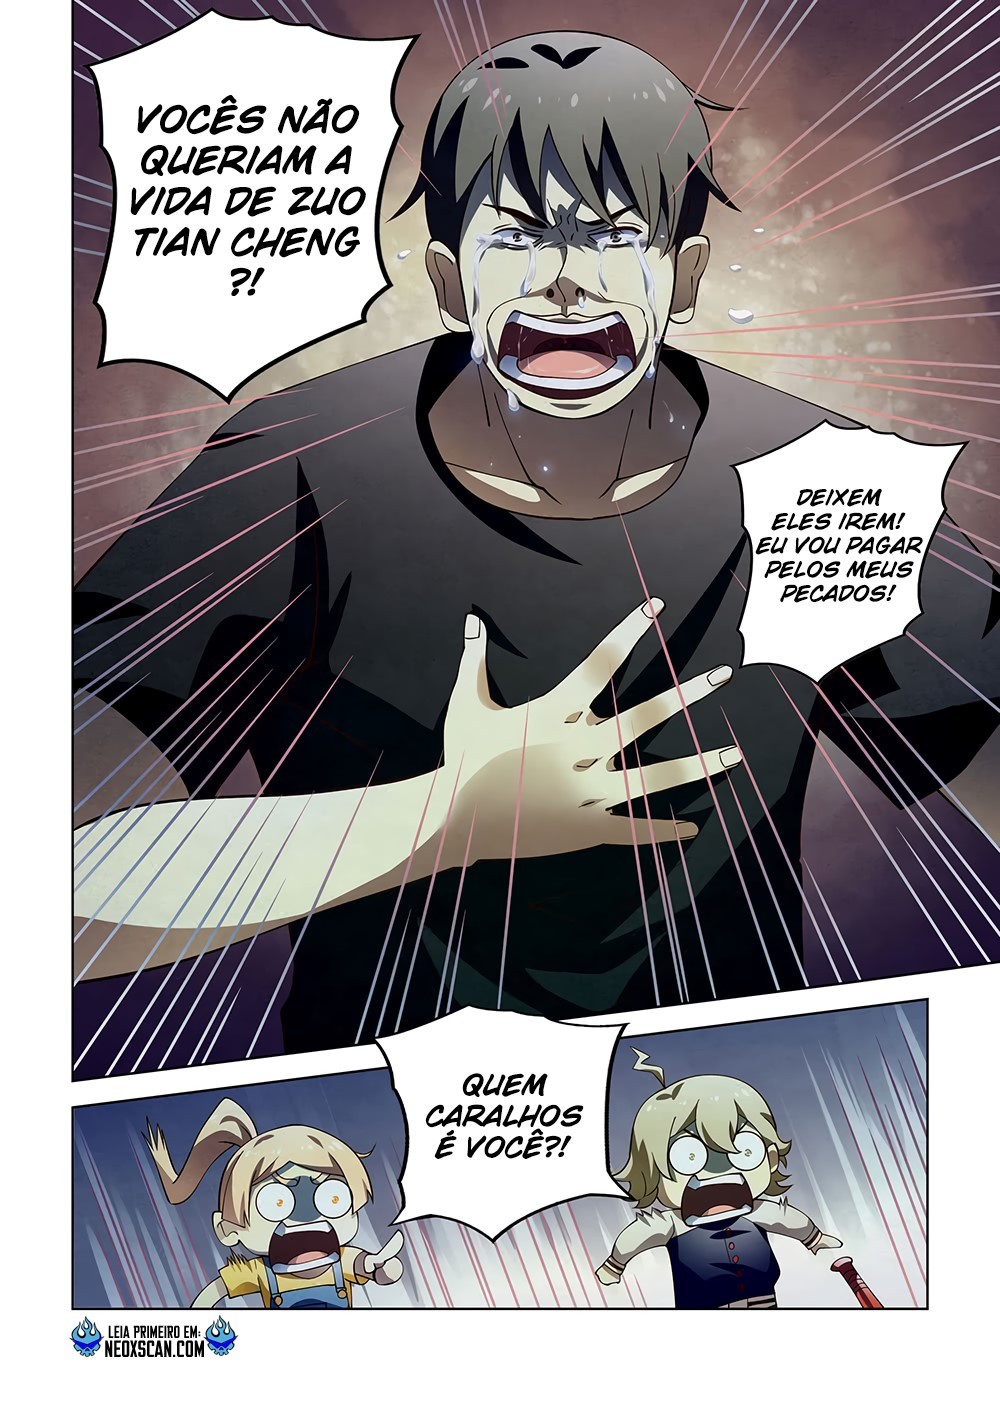 VOCÊS NÃO
QUERIAM A
VIDA DE ZUO
TIAN CHENG
?!
DEIXEM
ELES IREM!
EU VOU PAGAR
PELOS MEUS
PECADOS!
QUEM
CARALHOS
É VOCÊ?!
LEIA PRIMEIRO EM:
NEOXSCAN.COM